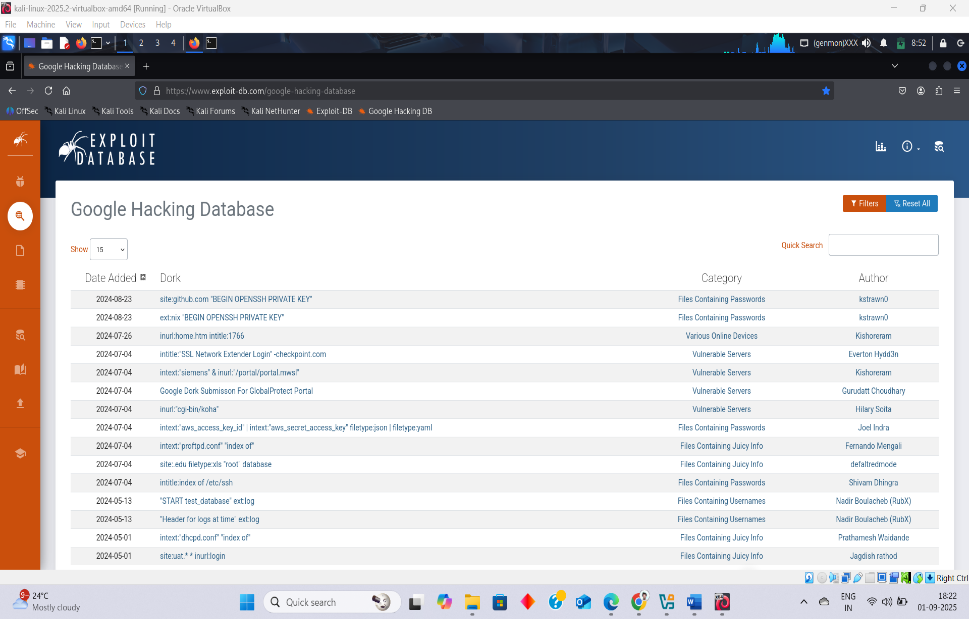 kali-linux-2025.2-virtualbox-amd64 [Running] - Oracle VirtualBox
File Machine View Input Devices Help
1 2 3 4 (genmon)XXX 8:52
Google Hacking Database
https://www.exploit-db.com/google-hacking-database
OffSec Kali Linux Kali Tools Kali Docs Kali Forums Kali NetHunter Exploit-DB Google Hacking DB
EXPLOIT
DATABASE
Google Hacking Database
Filters Reset All
Show 15 Quick Search
Date Added Dork Category Author
2024-08-23 site:github.com "BEGIN OPENSSH PRIVATE KEY" Files Containing Passwords kstrawn0
2024-08-23 ext:nix "BEGIN OPENSSH PRIVATE KEY" Files Containing Passwords kstrawn0
2024-07-26 inurl:home.htm intitle:1766 Various Online Devices Kishoreram
2024-07-04 intitle:"SSL Network Extender Login" -checkpoint.com Vulnerable Servers Everton Hydd3n
2024-07-04 intext:"siemens" & inurl:"/portal/portal.mwsl" Vulnerable Servers Kishoreram
2024-07-04 Google Dork Submisson For GlobalProtect Portal Vulnerable Servers Gurudatt Choudhary
2024-07-04 inurl:"cgi-bin/koha" Vulnerable Servers Hilary Soita
2024-07-04 intext:"aws_access_key_id" | intext:"aws_secret_access_key" filetype:json | filetype:yaml Files Containing Passwords Joel Indra
2024-07-04 intext:"proftpd.conf" "index of" Files Containing Juicy Info Fernando Mengali
2024-07-04 site:.edu filetype:xls "root" database Files Containing Juicy Info defaltredmode
2024-07-04 intitle:index of /etc/ssh Files Containing Passwords Shivam Dhingra
2024-05-13 "START test_database" ext:log Files Containing Usernames Nadir Boulacheb (RubX)
2024-05-13 "Header for logs at time" ext:log Files Containing Usernames Nadir Boulacheb (RubX)
2024-05-01 intext:"dhcpd.conf" "index of" Files Containing Juicy Info Prathamesh Waidande
2024-05-01 site:uat.* * inurl:login Files Containing Juicy Info Jagdish rathod
Right Ctrl
9+ 24°C
Mostly cloudy
Quick search
ENG
IN
18:22
01-09-2025